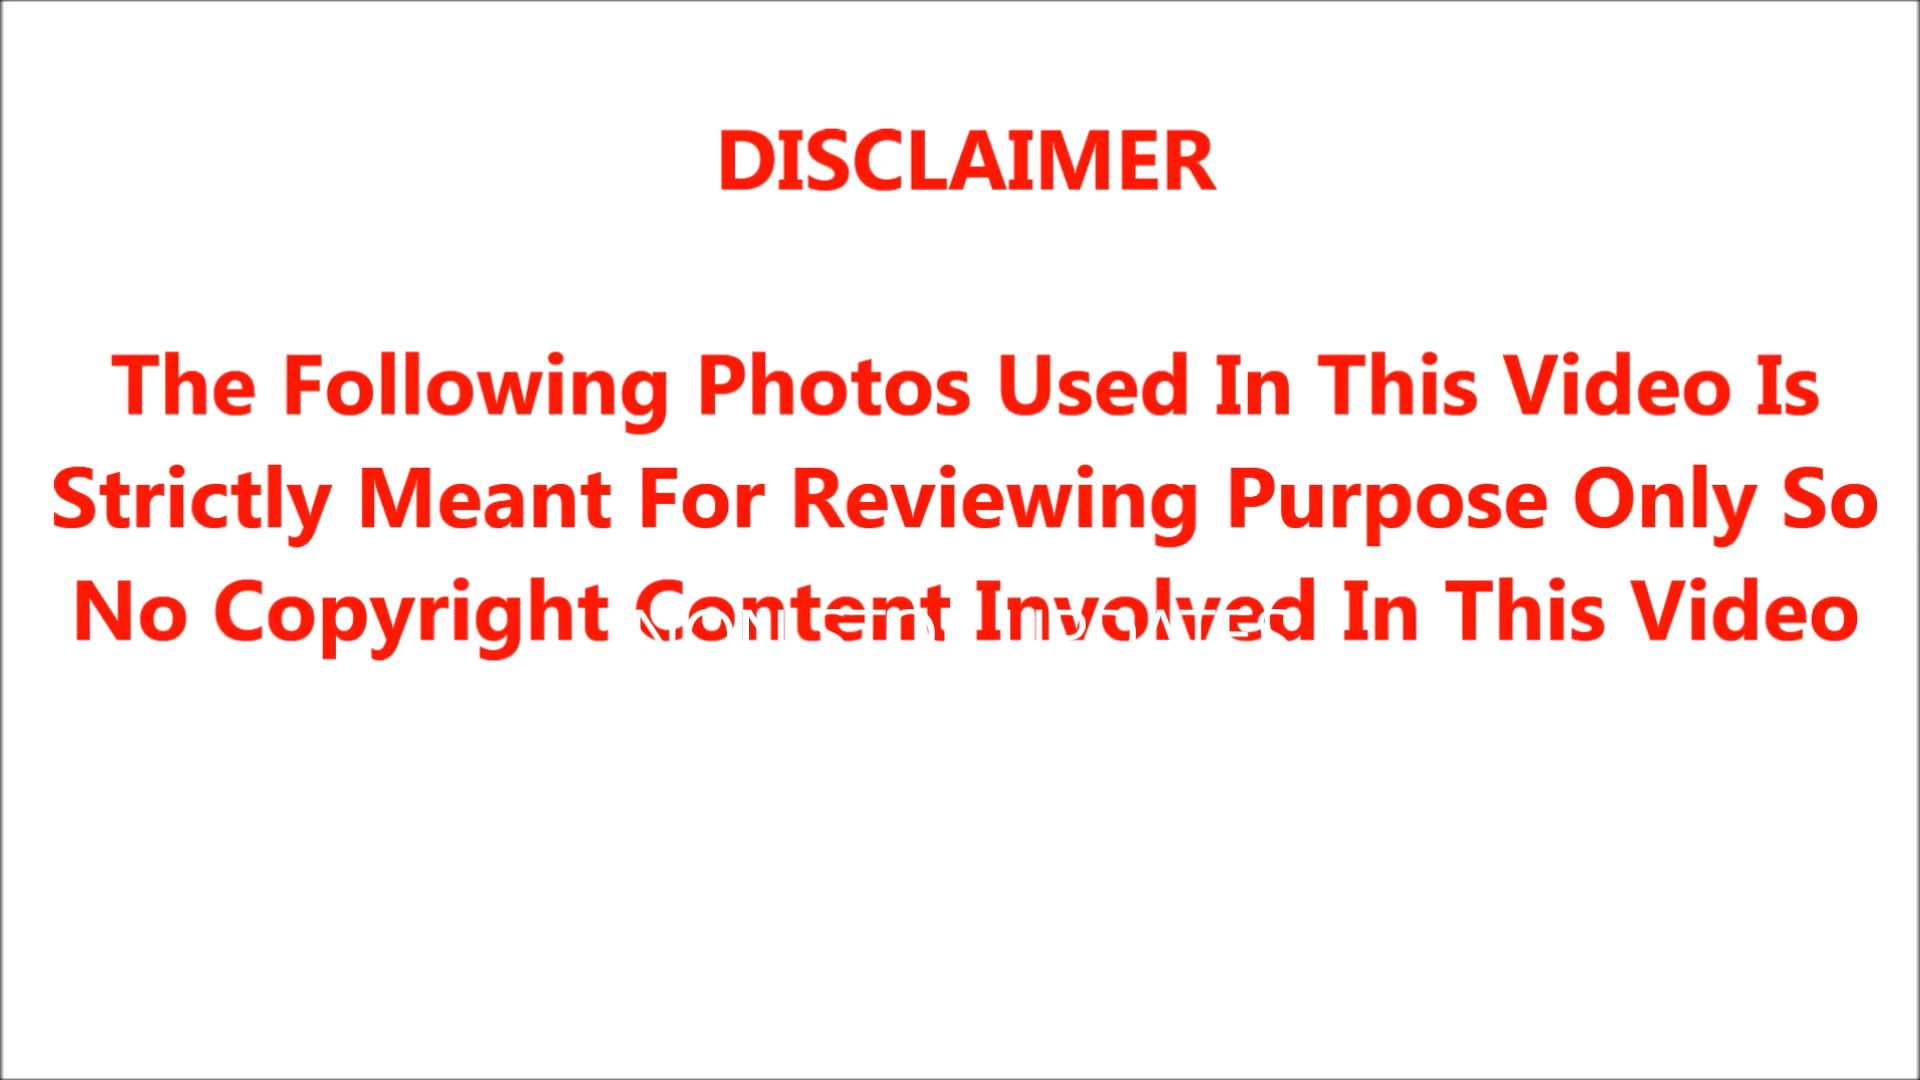 DISCLAIMER
The Following Photos Used In This Video Is
Strictly Meant For Reviewing Purpose Only So
No Copyright Content Involved In This Video